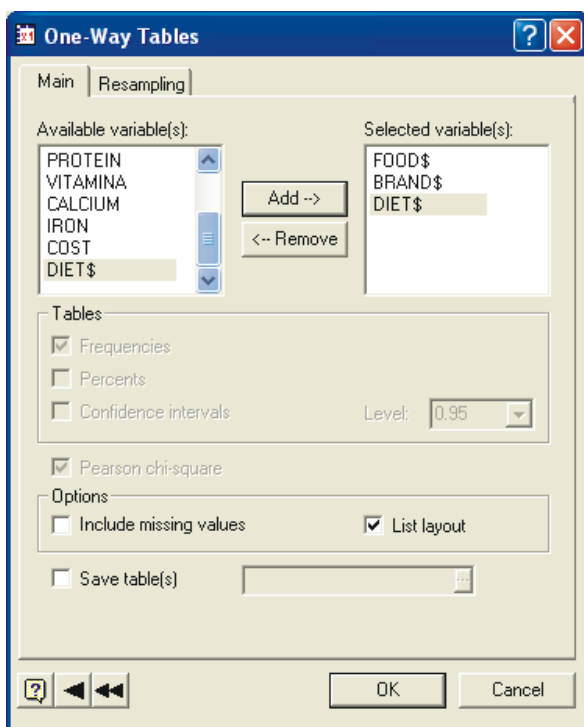 One-Way Tables
Main Resampling
Available variable(s): Selected variable(s):
PROTEIN
VITAMINA
CALCIUM
IRON
COST
DIET$
Add -->
<-- Remove
FOOD$
BRAND$
DIET$
Tables
Frequencies
Percents
Confidence intervals Level: 0.95
Pearson chi-square
Options
Include missing values List layout
Save table(s) ...
OK Cancel